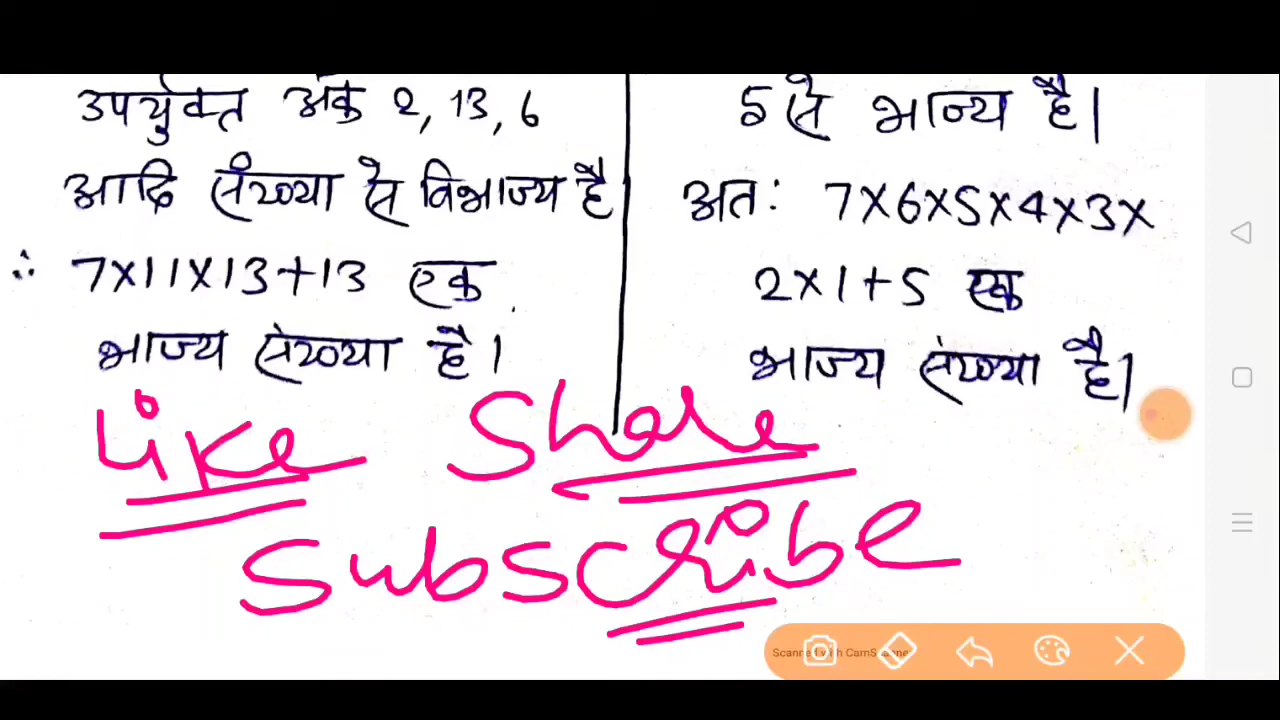 उपर्युक्त अंक 2, 13, 6
आदि संख्या से विभाज्य है
∴ 7×11×13+13 एक
भाज्य संख्या है।
5 से भाज्य है।
अतः 7×6×5×4×3×
2×1+5 एक
भाज्य संख्या है।
Like Share
Subscribe